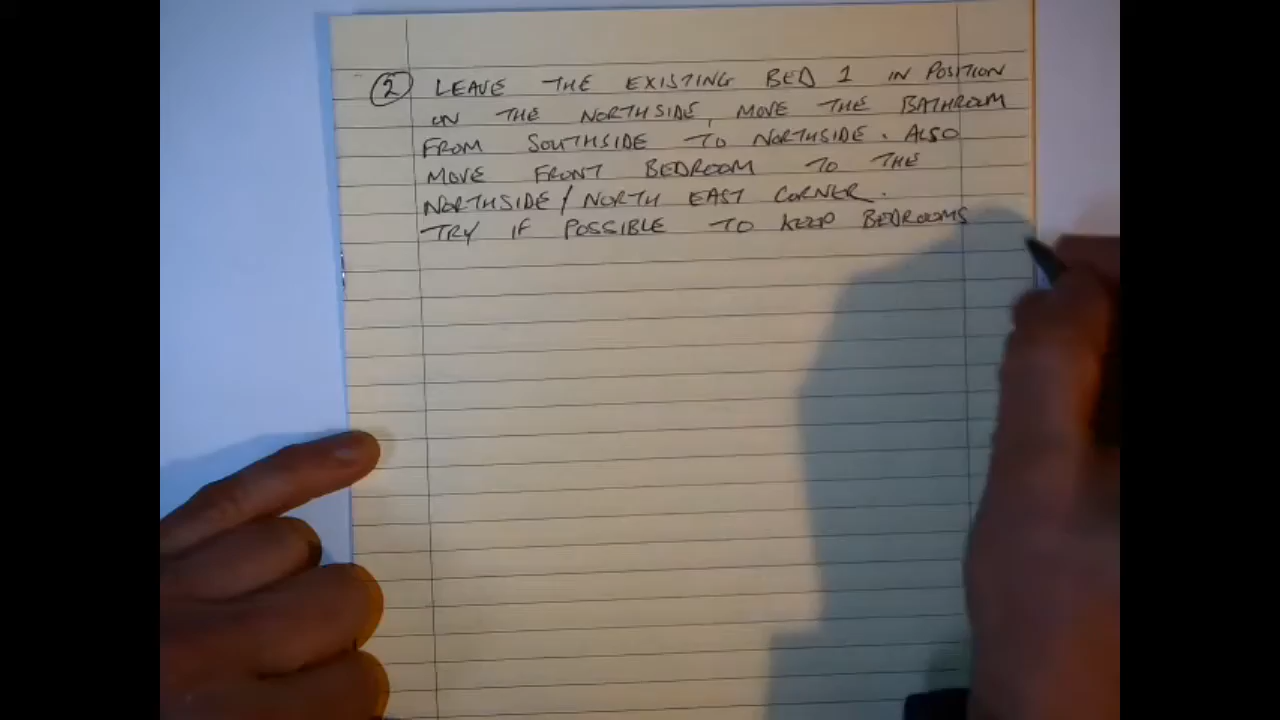 ② LEAVE THE EXISTING BED 1 IN POSITION
ON THE NORTHSIDE, MOVE THE BATHROOM
FROM SOUTHSIDE TO NORTHSIDE. ALSO
MOVE FRONT BEDROOM TO THE
NORTHSIDE/NORTH EAST CORNER.
TRY IF POSSIBLE TO KEEP BEDROOMS